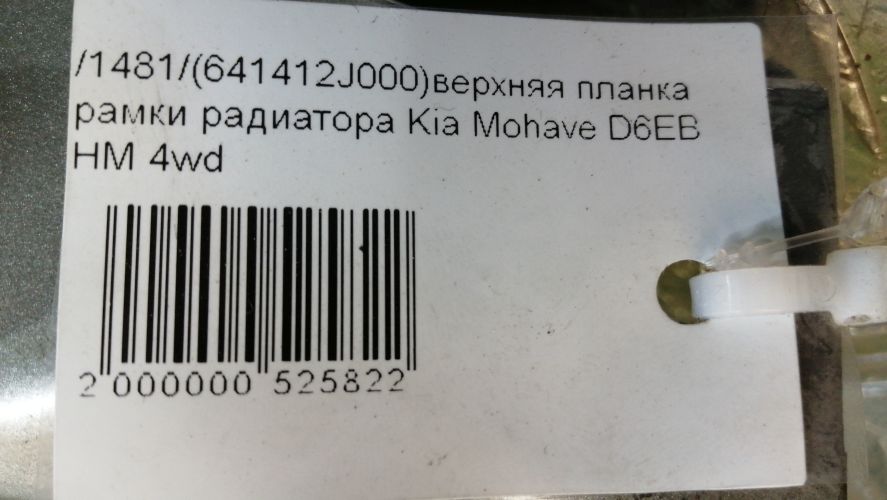 /1481/(641412J000)верхняя планка
рамки радиатора Kia Mohave D6EB
HM 4wd
2 000000 525822